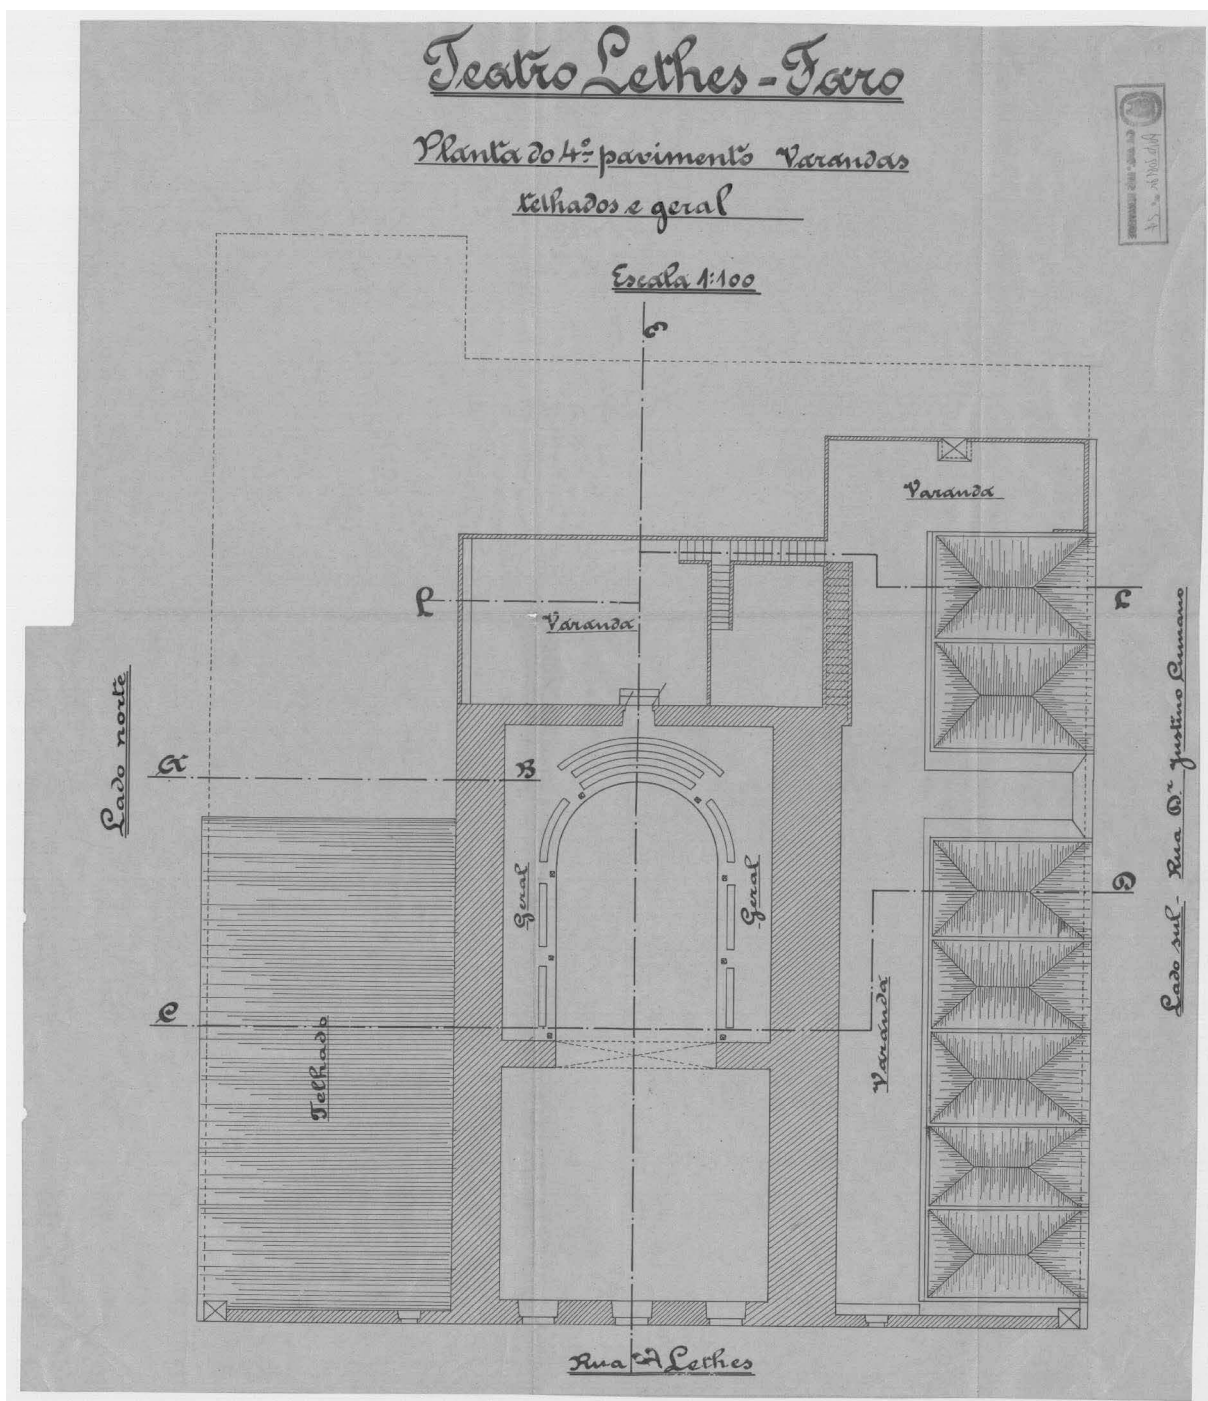 Teatro Lethes - Faro
Planta do 4º pavimento Varandas
telhados e geral
Escala 1:100
Varanda
Varanda
Lado norte
A
B
Geral
Geral
C
D
Telhado
Varanda
Lado sul - Rua Dr. Justino Cumano
Rua Lethes